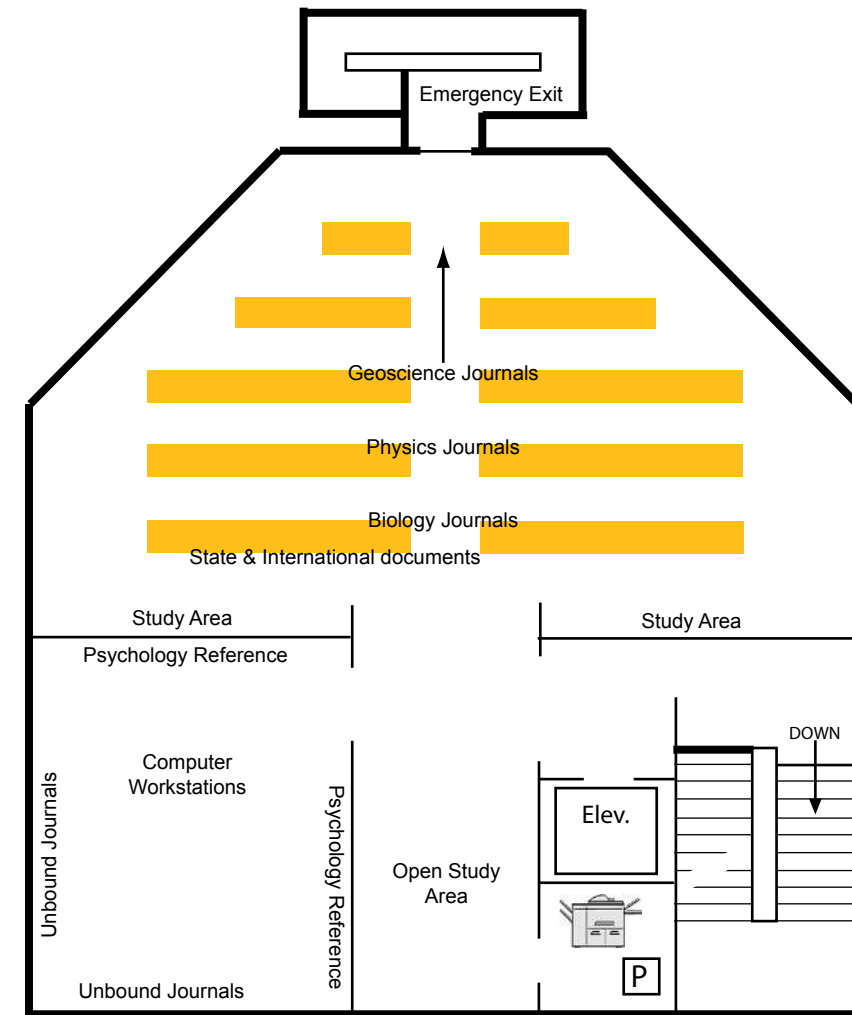 Emergency Exit
Geoscience Journals
Physics Journals
Biology Journals
State & International documents
Study Area
Study Area
Psychology Reference
DOWN
Computer
Workstations
Unbound Journals
Psychology Reference
Elev.
Open Study
Area
P
Unbound Journals